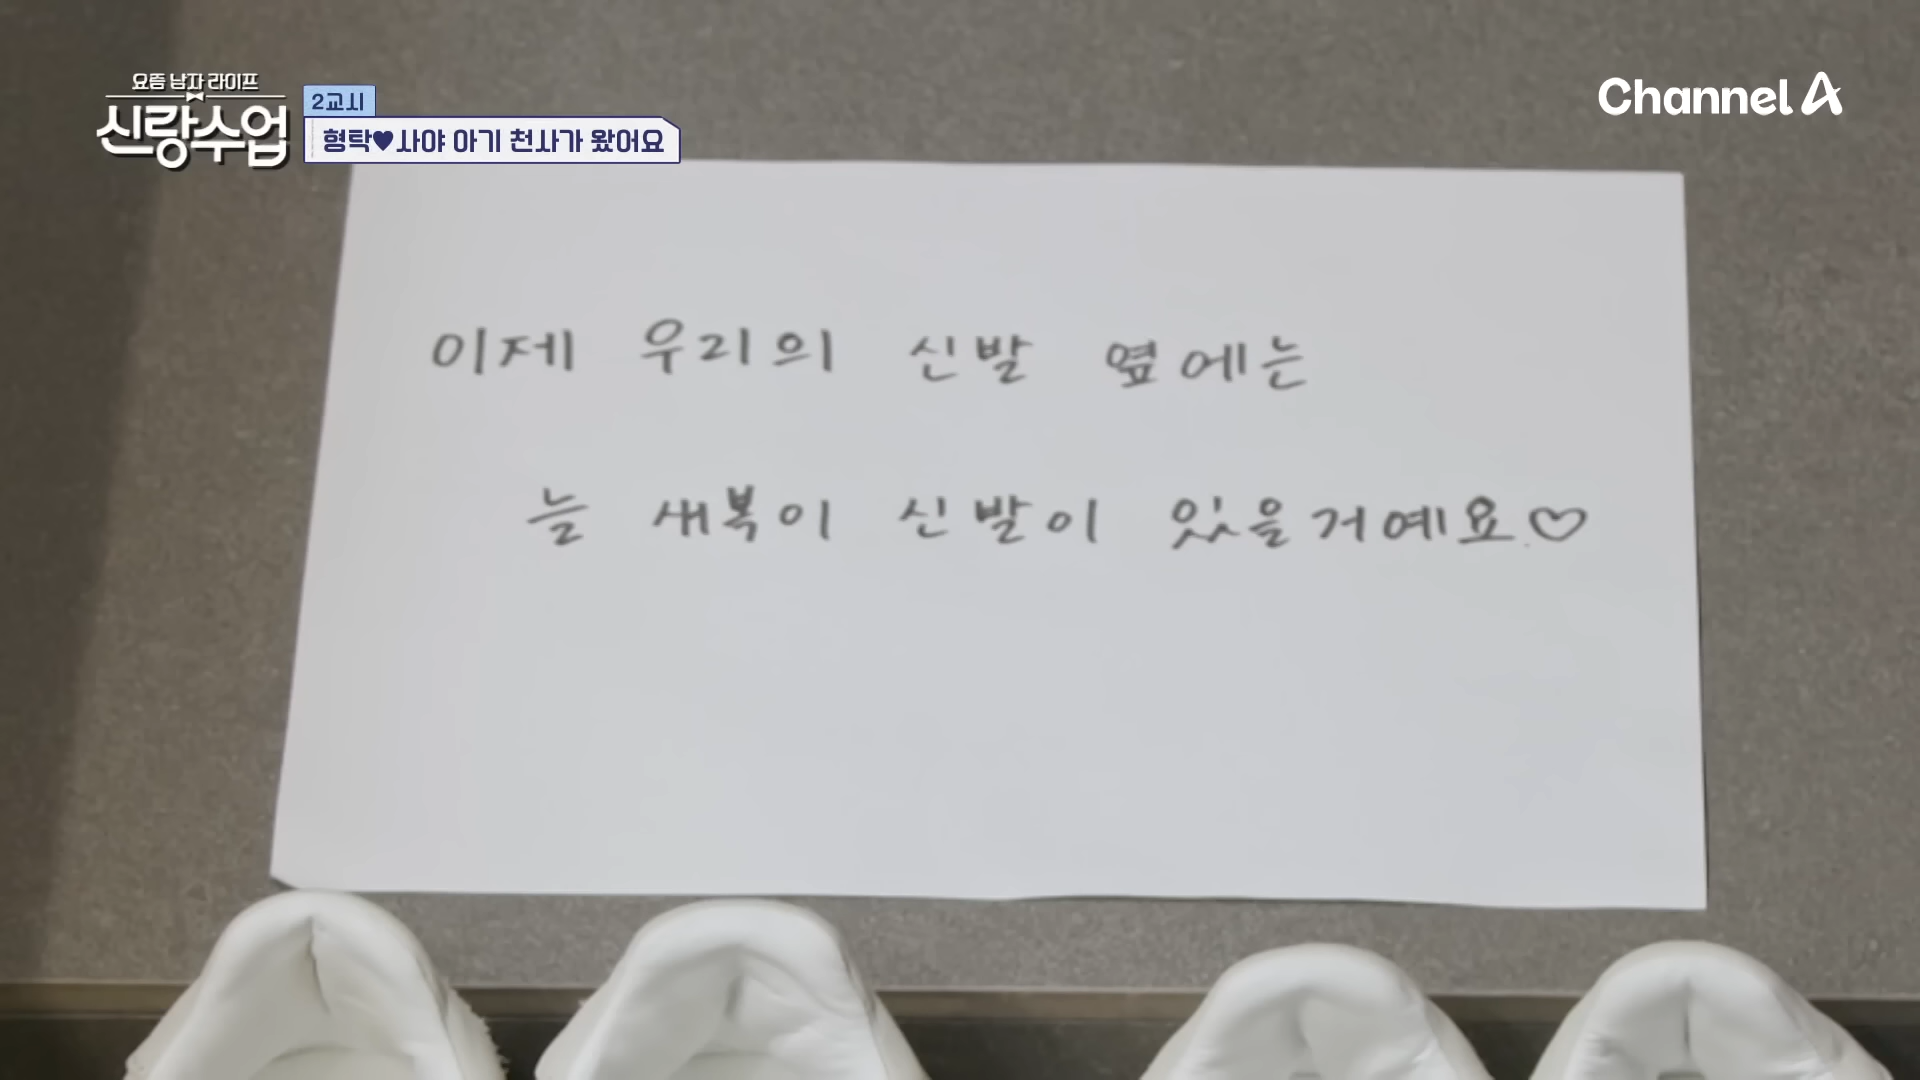 요즘 남자 라이프
신랑수업
2교시
형탁♥사야 아기 천사가 왔어요
Channel A
이제 우리의 신발 옆에는
늘 새복이 신발이 있을거예요♡